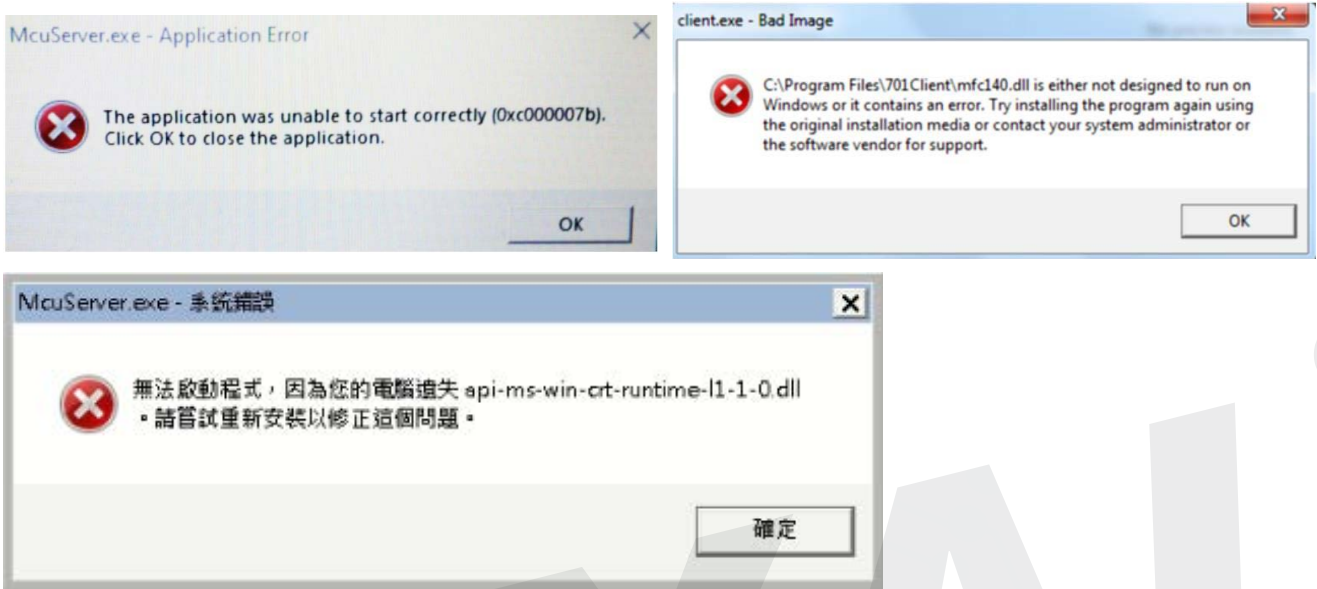 McuServer.exe - Application Error
The application was unable to start correctly (0xc000007b).
Click OK to close the application.
OK
client.exe - Bad Image
C:\Program Files\701Client\mfc140.dll is either not designed to run on
Windows or it contains an error. Try installing the program again using
the original installation media or contact your system administrator or
the software vendor for support.
OK
McuServer.exe - 系統錯誤
無法啟動程式，因為您的電腦遺失 api-ms-win-crt-runtime-l1-1-0.dll
。請嘗試重新安裝以修正這個問題。
確定